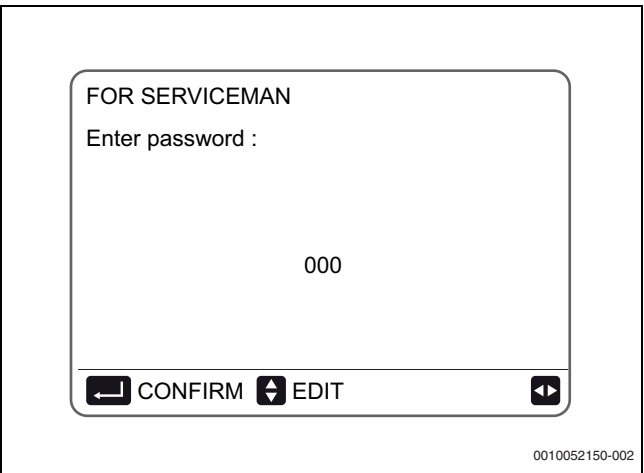 FOR SERVICEMAN
Enter password :
000
CONFIRM EDIT
0010052150-002